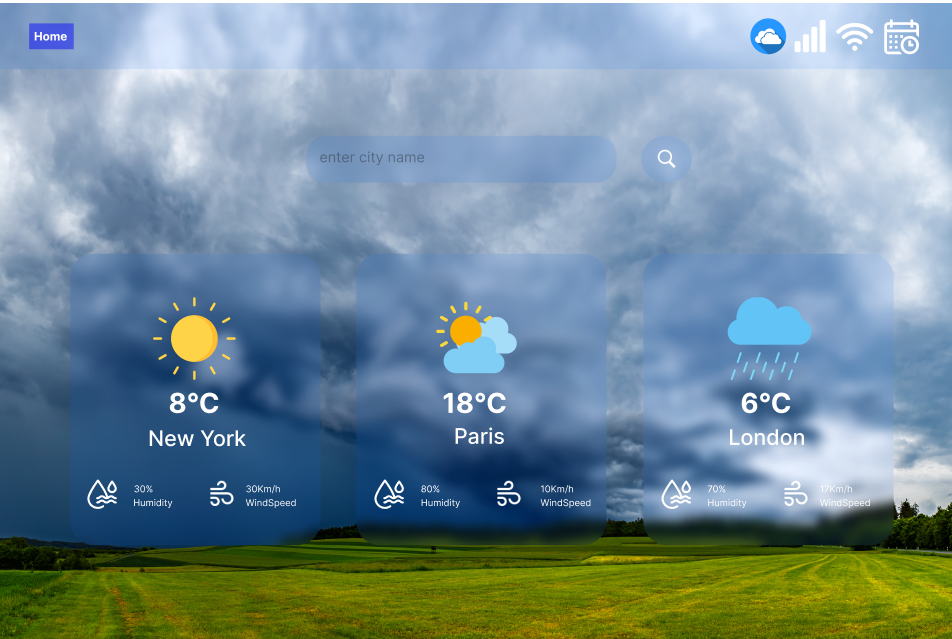 Home
enter city name
8°C
New York
30%
Humidity
30Km/h
WindSpeed
18°C
Paris
80%
Humidity
10Km/h
WindSpeed
6°C
London
70%
Humidity
17Km/h
WindSpeed